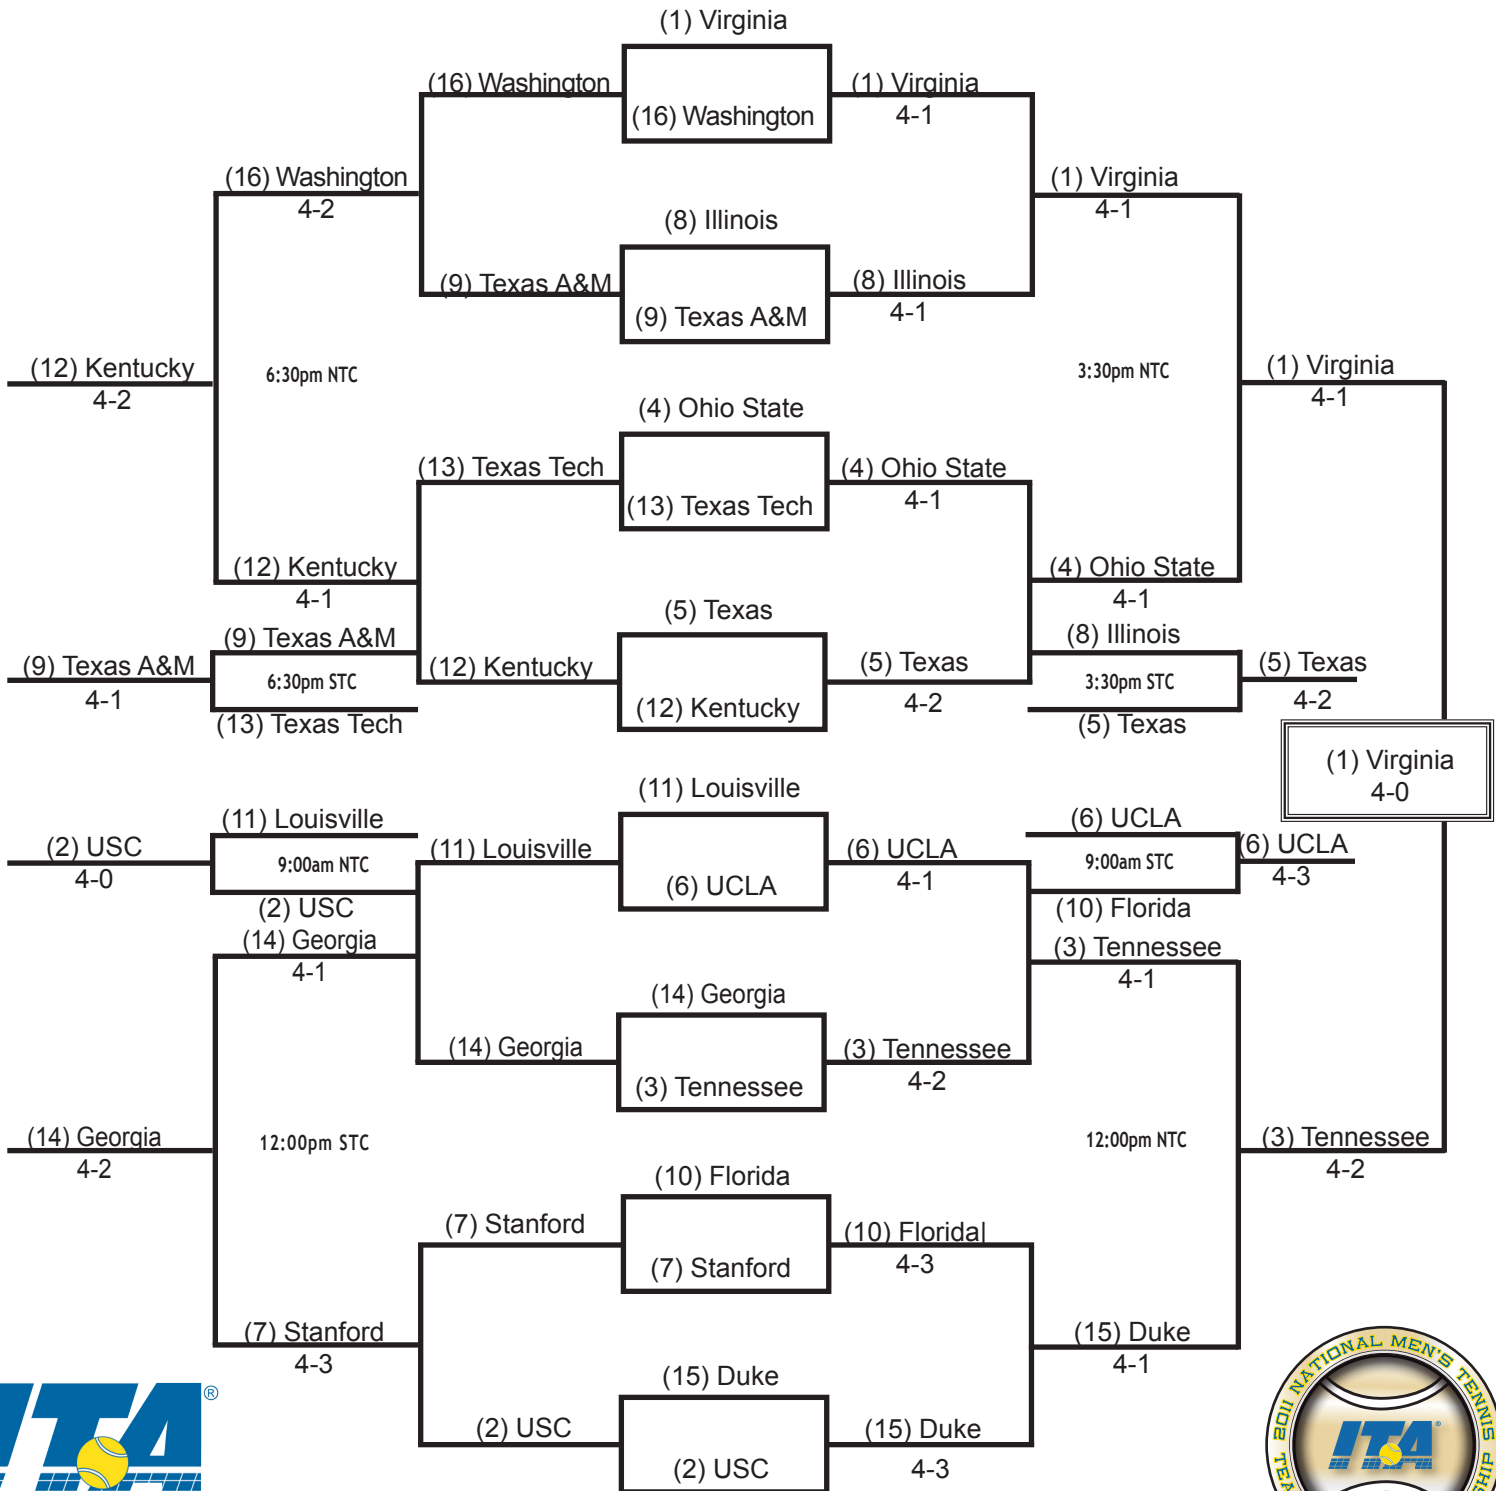 (1) Virginia
(16) Washington
(1) Virginia
(16) Washington
4-1
(16) Washington
(1) Virginia
4-2
4-1
(8) Illinois
(9) Texas A&M
(8) Illinois
(9) Texas A&M
4-1
(12) Kentucky
6:30pm NTC
3:30pm NTC
(1) Virginia
4-2
4-1
(4) Ohio State
(13) Texas Tech
(4) Ohio State
(13) Texas Tech
4-1
(12) Kentucky
(4) Ohio State
4-1
4-1
(5) Texas
(9) Texas A&M
(8) Illinois
(9) Texas A&M
(12) Kentucky
(5) Texas
(5) Texas
4-1
6:30pm STC
(12) Kentucky
4-2
3:30pm STC
4-2
(13) Texas Tech
(5) Texas
(1) Virginia
4-0
(11) Louisville
(11) Louisville
(6) UCLA
(2) USC
(11) Louisville
(6) UCLA
(6) UCLA
4-0
9:00am NTC
(6) UCLA
4-1
9:00am STC
4-3
(2) USC
(10) Florida
(14) Georgia
(3) Tennessee
4-1
4-1
(14) Georgia
(14) Georgia
(3) Tennessee
(3) Tennessee
4-2
(14) Georgia
12:00pm STC
12:00pm NTC
(3) Tennessee
4-2
4-2
(10) Florida
(7) Stanford
(10) Florida|
(7) Stanford
4-3
(7) Stanford
(15) Duke
4-3
4-1
(15) Duke
(2) USC
(15) Duke
(2) USC
4-3
ITA®
2011 NATIONAL MEN'S TENNIS
ITA®